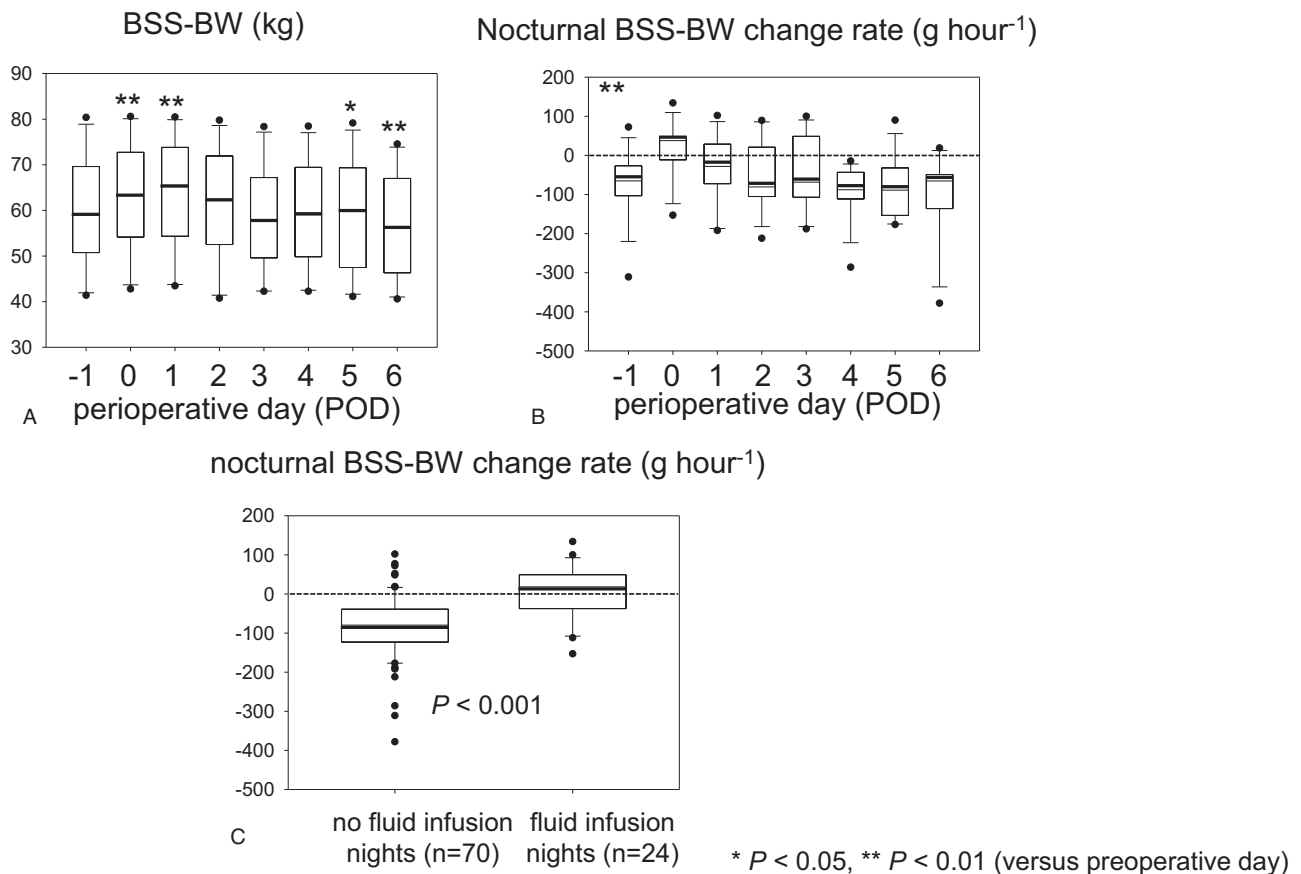 BSS-BW (kg)
90
80
70
60
50
40
30
** ** * **
-1 0 1 2 3 4 5 6
perioperative day (POD)
A
Nocturnal BSS-BW change rate (g hour⁻¹)
200
100
0
-100
-200
-300
-400
-500
**
-1 0 1 2 3 4 5 6
perioperative day (POD)
B
nocturnal BSS-BW change rate (g hour⁻¹)
200
100
0
-100
-200
-300
-400
-500
P < 0.001
no fluid infusion
nights (n=70)
fluid infusion
nights (n=24)
C
* P < 0.05, ** P < 0.01 (versus preoperative day)